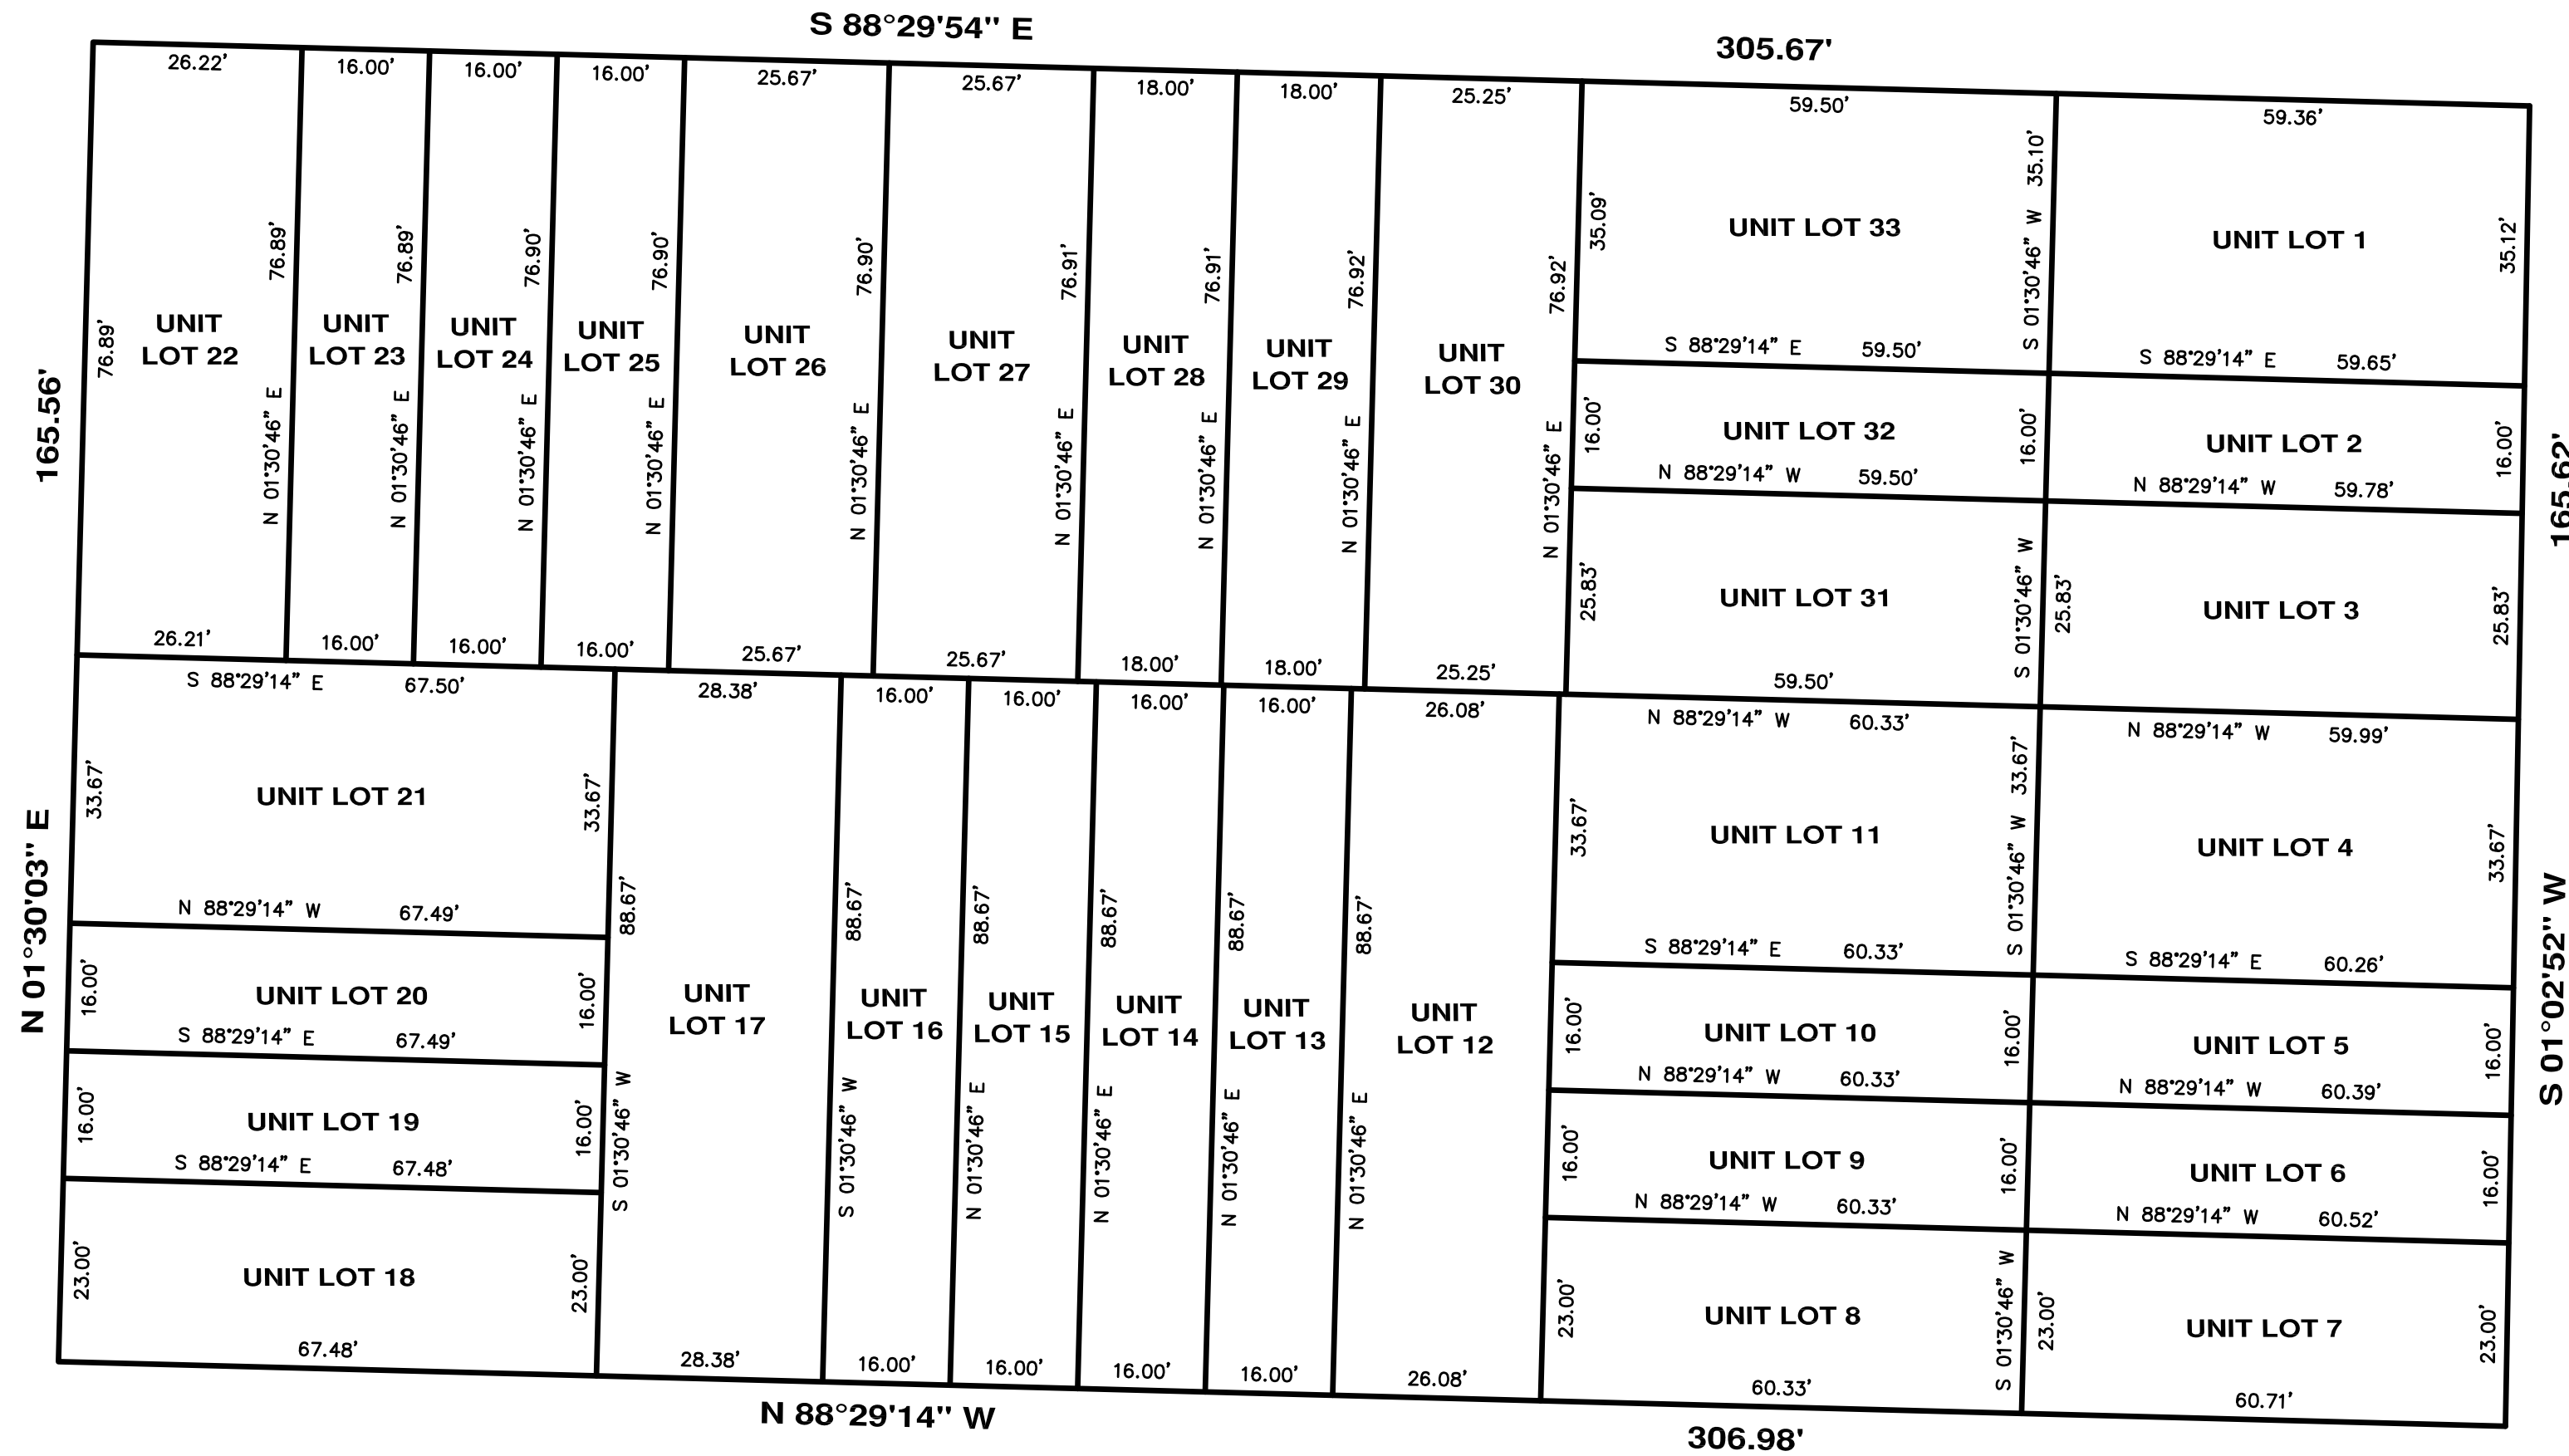 S 88°29'54" E
305.67'
26.22'
16.00'
16.00'
16.00'
25.67'
25.67'
18.00'
18.00'
25.25'
59.50'
59.36'
165.56'
N 01°30'03" E
76.89'
UNIT
LOT 22
76.89'
N 01°30'46" E
26.21'
UNIT
LOT 23
76.89'
N 01°30'46" E
16.00'
UNIT
LOT 24
76.90'
N 01°30'46" E
16.00'
UNIT
LOT 25
76.90'
N 01°30'46" E
16.00'
UNIT
LOT 26
76.90'
N 01°30'46" E
25.67'
UNIT
LOT 27
76.91'
N 01°30'46" E
25.67'
UNIT
LOT 28
76.91'
N 01°30'46" E
18.00'
UNIT
LOT 29
76.92'
N 01°30'46" E
18.00'
UNIT
LOT 30
76.92'
N 01°30'46" E
25.25'
35.09'
UNIT LOT 33
S 01°30'46" W 35.10'
S 88°29'14" E 59.50'
UNIT LOT 1
35.12'
S 88°29'14" E 59.65'
16.00'
UNIT LOT 32
16.00'
N 88°29'14" W 59.50'
UNIT LOT 2
16.00'
N 88°29'14" W 59.78'
25.83'
UNIT LOT 31
S 01°30'46" W
59.50'
25.83'
UNIT LOT 3
25.83'
165.62'
S 01°02'52" W
S 88°29'14" E 67.50'
33.67'
UNIT LOT 21
33.67'
N 88°29'14" W 67.49'
16.00'
UNIT LOT 20
16.00'
S 88°29'14" E 67.49'
16.00'
UNIT LOT 19
16.00'
S 88°29'14" E 67.48'
23.00'
UNIT LOT 18
23.00'
67.48'
28.38'
88.67'
UNIT
LOT 17
S 01°30'46" W
28.38'
16.00'
88.67'
UNIT
LOT 16
S 01°30'46" W
16.00'
16.00'
88.67'
UNIT
LOT 15
N 01°30'46" E
16.00'
16.00'
88.67'
UNIT
LOT 14
N 01°30'46" E
16.00'
16.00'
88.67'
UNIT
LOT 13
N 01°30'46" E
16.00'
26.08'
88.67'
UNIT
LOT 12
N 01°30'46" E
26.08'
N 88°29'14" W 60.33'
33.67'
UNIT LOT 11
S 01°30'46" W 33.67'
S 88°29'14" E 60.33'
N 88°29'14" W 59.99'
UNIT LOT 4
33.67'
S 88°29'14" E 60.26'
16.00'
UNIT LOT 10
16.00'
N 88°29'14" W 60.33'
UNIT LOT 5
16.00'
N 88°29'14" W 60.39'
16.00'
UNIT LOT 9
16.00'
N 88°29'14" W 60.33'
UNIT LOT 6
16.00'
N 88°29'14" W 60.52'
23.00'
UNIT LOT 8
S 01°30'46" W
60.33'
23.00'
UNIT LOT 7
23.00'
60.71'
N 88°29'14" W
306.98'